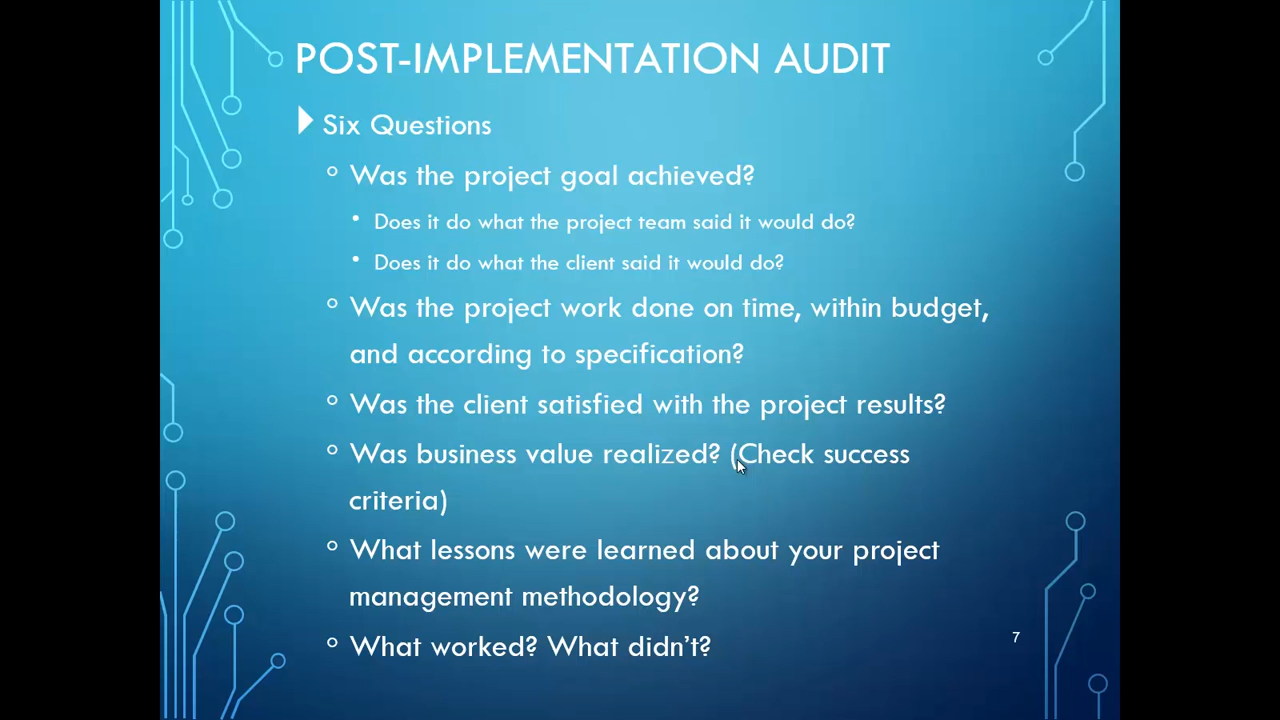 POST-IMPLEMENTATION AUDIT
Six Questions
Was the project goal achieved?
Does it do what the project team said it would do?
Does it do what the client said it would do?
Was the project work done on time, within budget,
and according to specification?
Was the client satisfied with the project results?
Was business value realized? (Check success
criteria)
What lessons were learned about your project
management methodology?
What worked? What didn't?
7